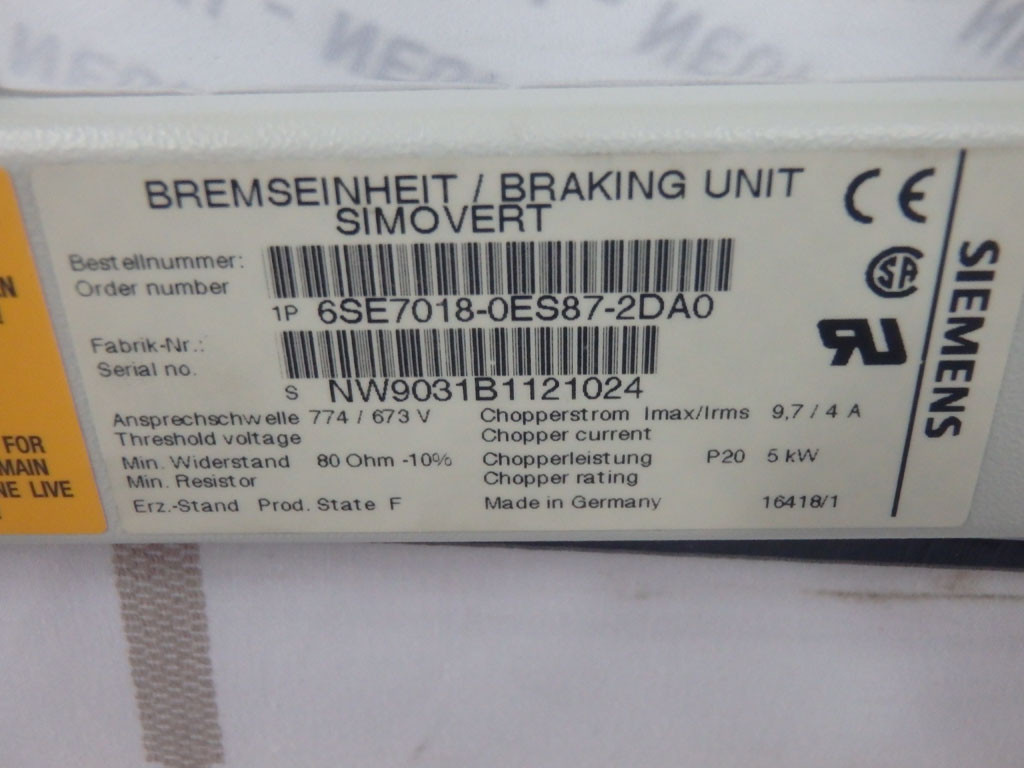 BREMSEINHEIT / BRAKING UNIT
SIMOVERT
CE
Bestellnummer:
Order number
1P 6SE7018-0ES87-2DA0
Fabrik-Nr.:
Serial no.
S NW9031B1121024
Ansprechschwelle 774 / 673 V Chopperstrom Imax/Irms 9,7 / 4 A
Threshold voltage Chopper current
Min. Widerstand 80 Ohm -10% Chopperleistung P20 5 kW
Min. Resistor Chopper rating
Erz.-Stand Prod. State F Made in Germany 16418/1
SIEMENS
FOR
LIVE